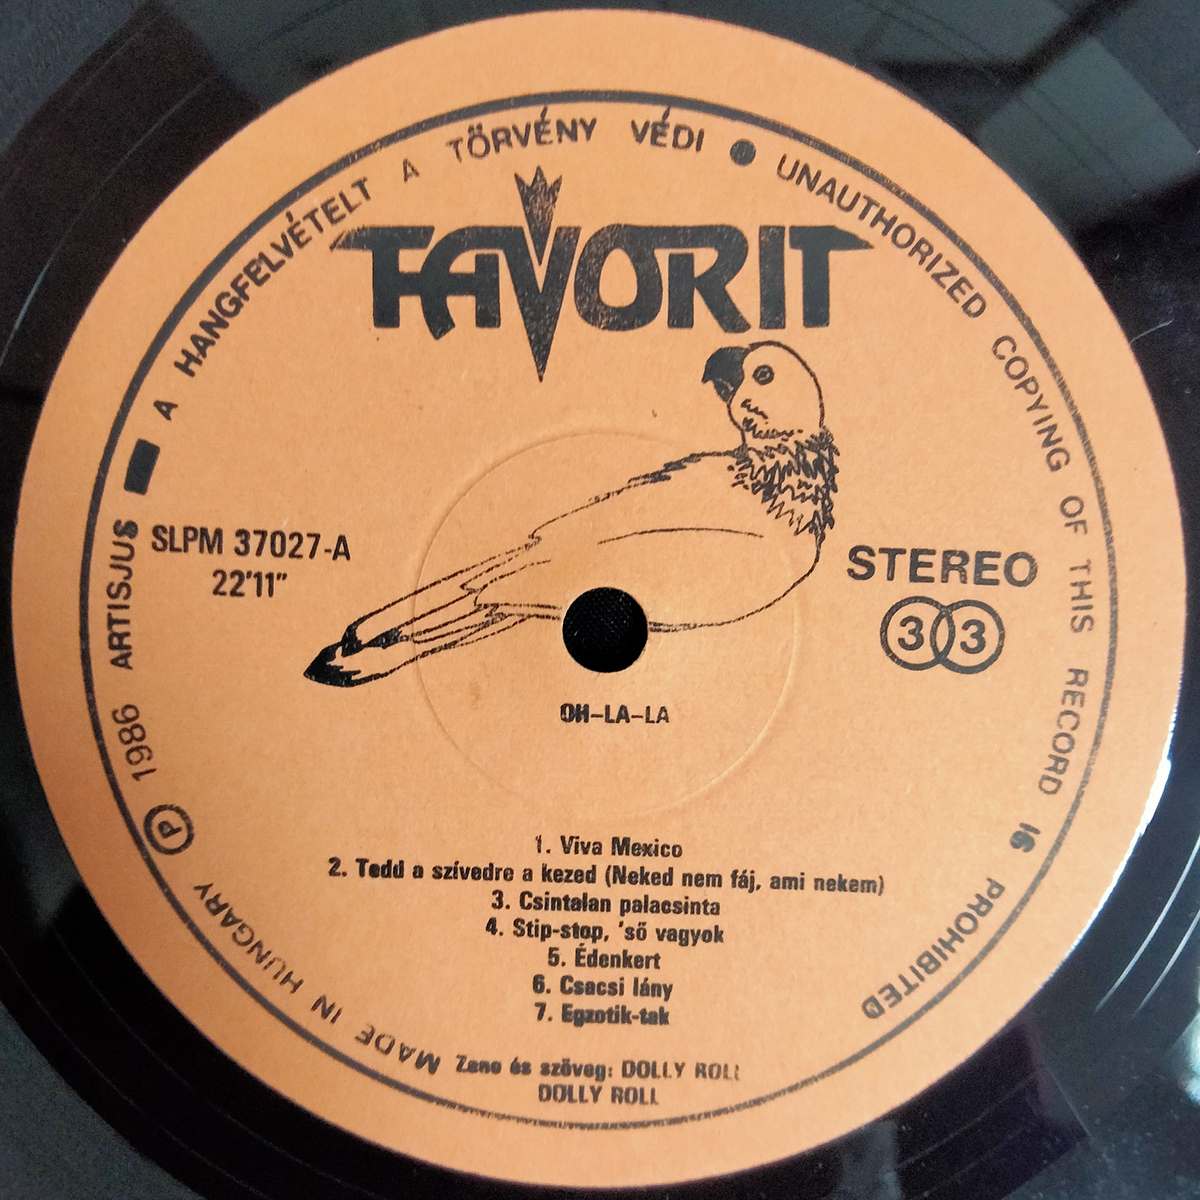 A HANGFELVÉTELT A TÖRVÉNY VÉDI ● UNAUTHORIZED COPYING OF THIS RECORD IS PROHIBITED
FAVORIT
SLPM 37027-A
22'11"
STEREO
33
OH-LA-LA
1. Viva Mexico
2. Tedd a szívedre a kezed (Neked nem fáj, ami nekem)
3. Csintalan palacsinta
4. Stip-stop, 'ső vagyok
5. Édenkert
6. Csacsi lány
7. Egzotik-tak
Zene és szöveg: DOLLY ROLL
DOLLY ROLL
MADE IN HUNGARY Ⓟ 1986 ARTISJUS